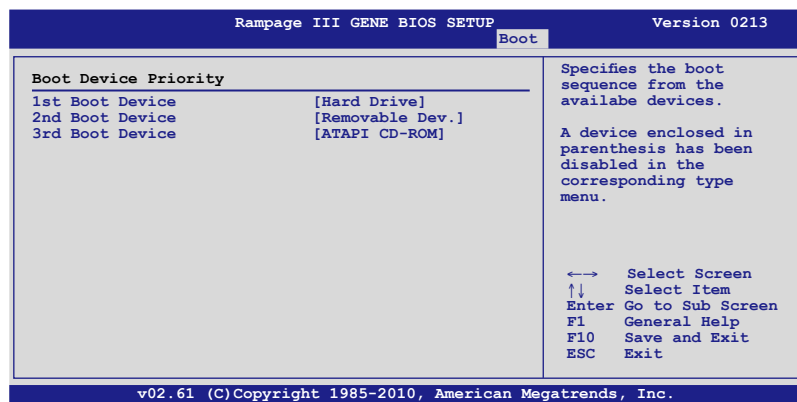 Rampage III GENE BIOS SETUP Version 0213
Boot
Boot Device Priority
1st Boot Device [Hard Drive]
2nd Boot Device [Removable Dev.]
3rd Boot Device [ATAPI CD-ROM]
Specifies the boot
sequence from the
availabe devices.
A device enclosed in
parenthesis has been
disabled in the
corresponding type
menu.
←→ Select Screen
↑↓ Select Item
Enter Go to Sub Screen
F1 General Help
F10 Save and Exit
ESC Exit
v02.61 (C)Copyright 1985-2010, American Megatrends, Inc.